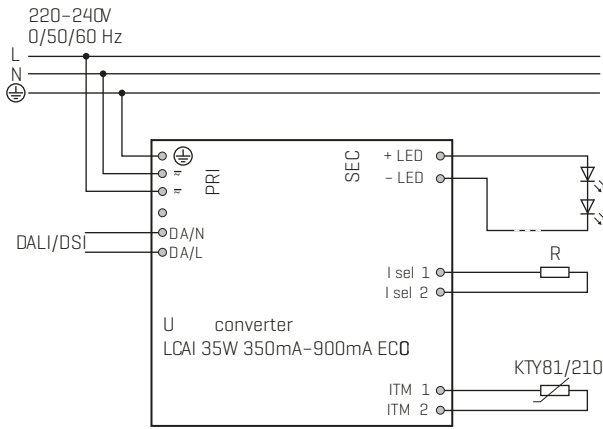 220–240V
0/50/60 Hz
L
N
PRI
SEC
+ LED
– LED
DALI/DSI
DA/N
DA/L
I sel 1
I sel 2
R
U converter
LCAI 35W 350mA–900mA ECO
KTY81/210
ITM 1
ITM 2